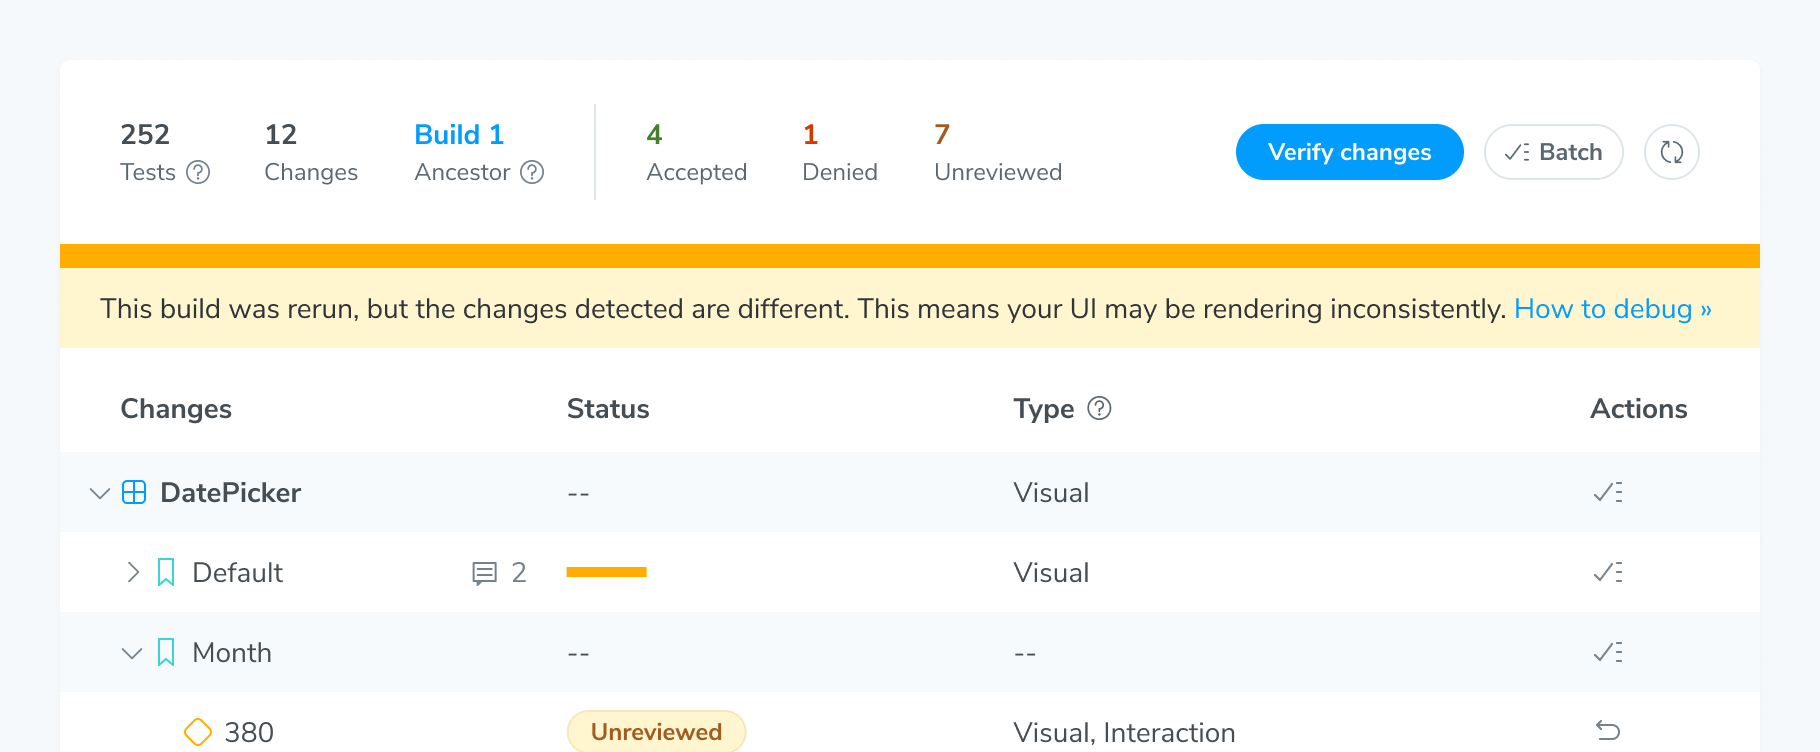 252 12 Build 1 4 1 7
Tests Changes Ancestor Accepted Denied Unreviewed
Verify changes Batch
This build was rerun, but the changes detected are different. This means your UI may be rendering inconsistently. How to debug »
Changes Status Type Actions
DatePicker -- Visual
Default 2 Visual
Month -- --
380 Unreviewed Visual, Interaction